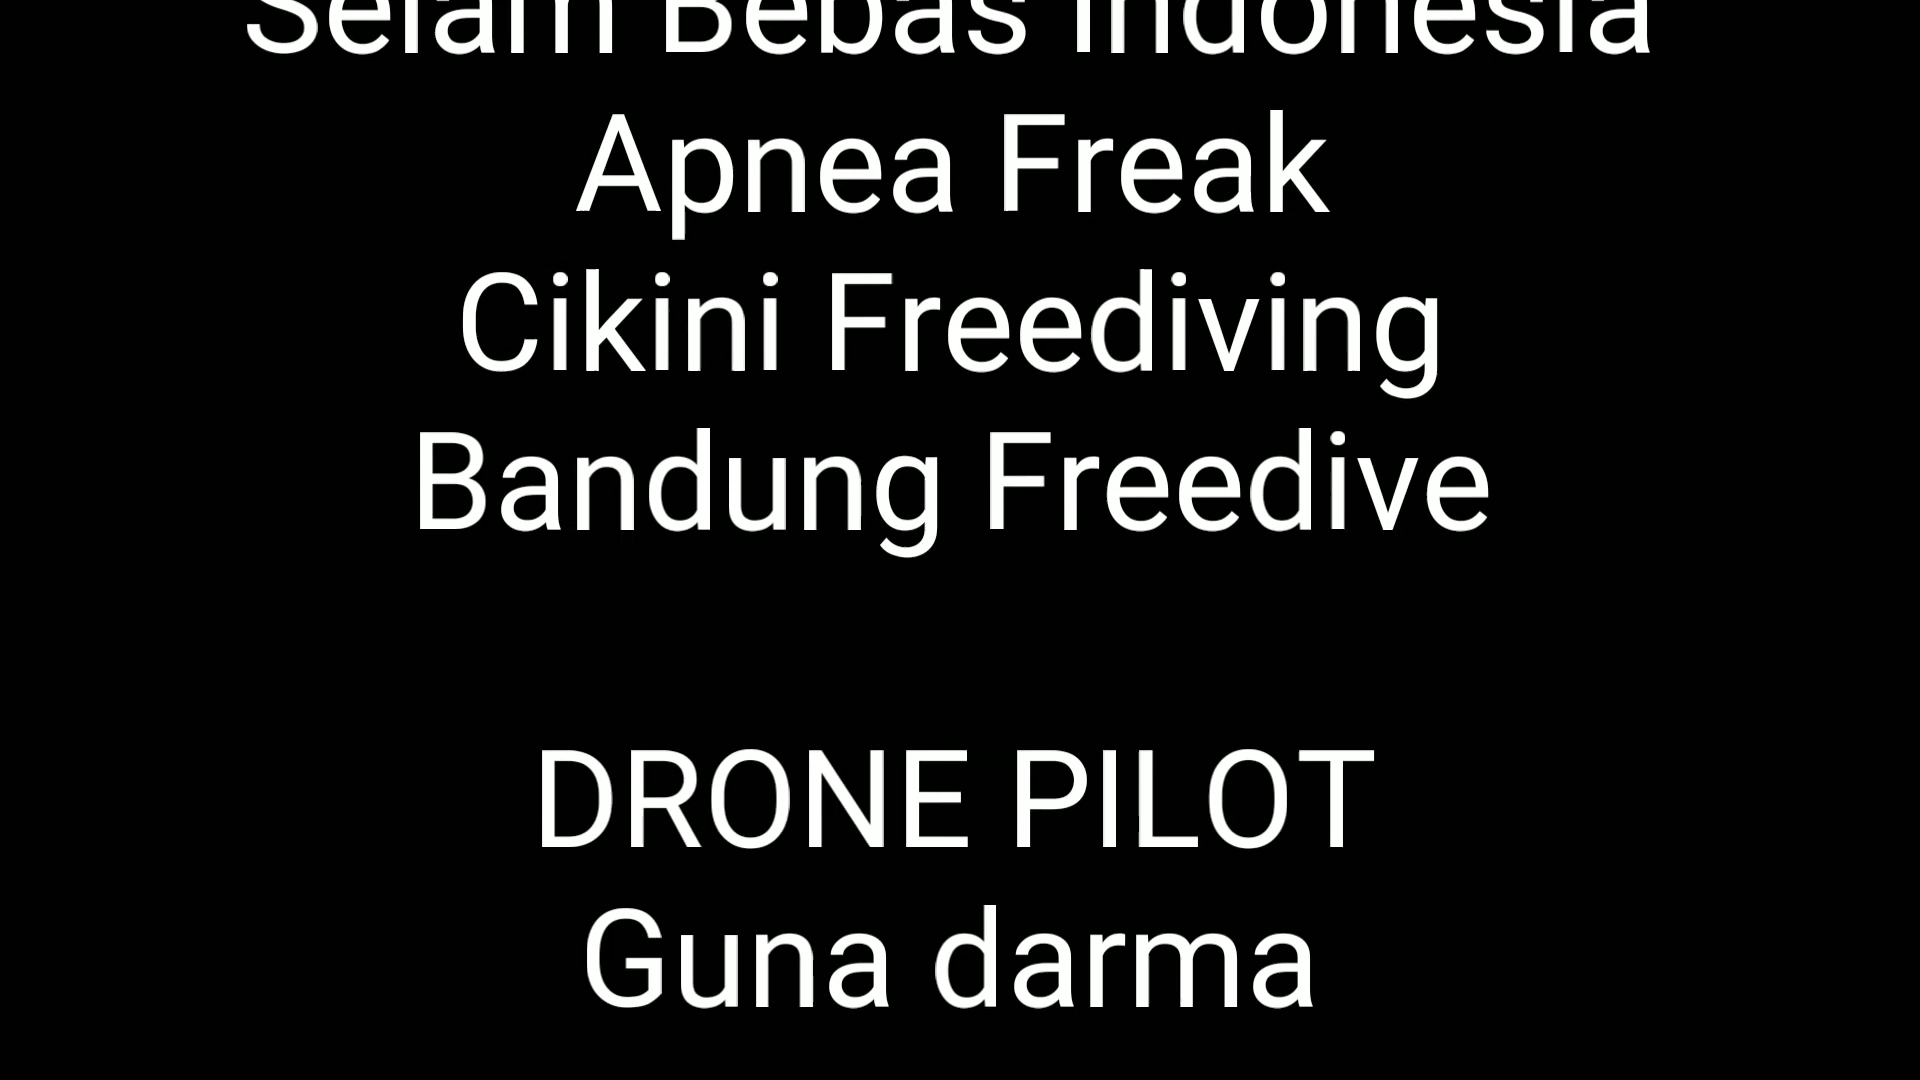 Selam Bebas Indonesia
Apnea Freak
Cikini Freediving
Bandung Freedive
DRONE PILOT
Guna darma